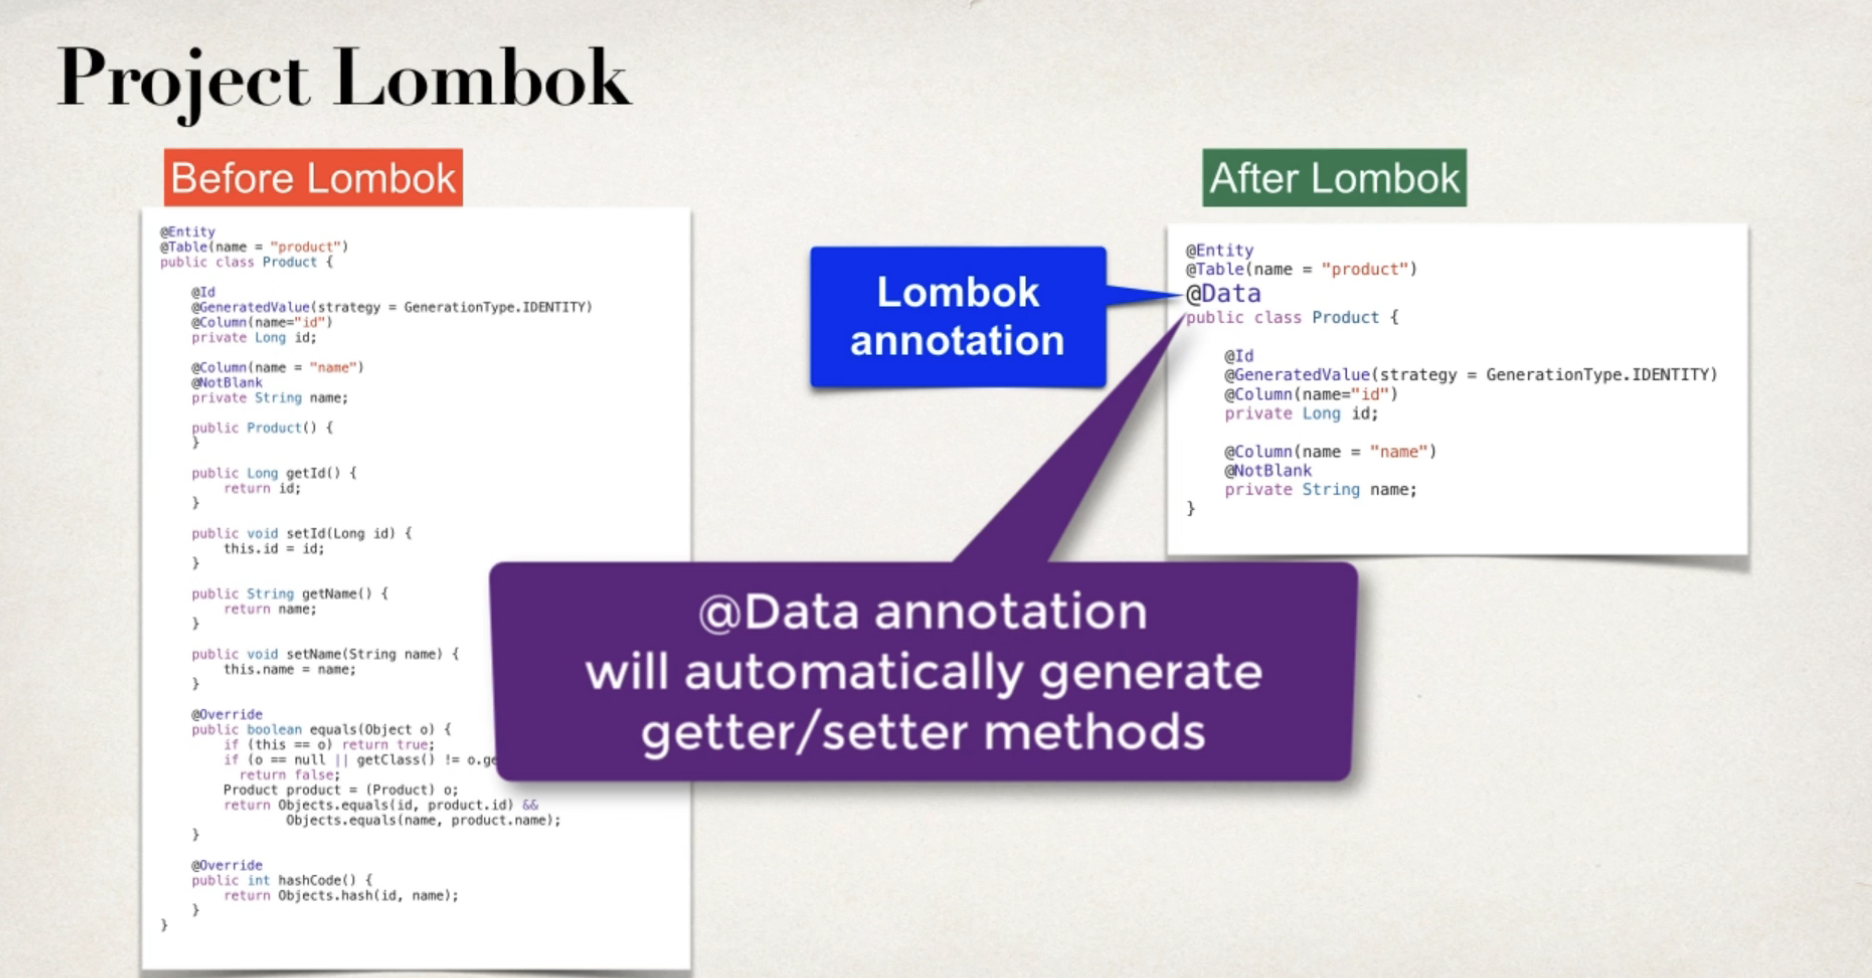 Project Lombok
Before Lombok
@Entity
@Table(name = "product")
public class Product {
@Id
@GeneratedValue(strategy = GenerationType.IDENTITY)
@Column(name="id")
private Long id;
@Column(name = "name")
@NotBlank
private String name;
public Product() {
}
public Long getId() {
return id;
}
public void setId(Long id) {
this.id = id;
}
public String getName() {
return name;
}
public void setName(String name) {
this.name = name;
}
@Override
public boolean equals(Object o) {
if (this == o) return true;
if (o == null || getClass() != o.ge
return false;
Product product = (Product) o;
return Objects.equals(id, product.id) &&
Objects.equals(name, product.name);
}
@Override
public int hashCode() {
return Objects.hash(id, name);
}
}
Lombok
annotation
After Lombok
@Entity
@Table(name = "product")
@Data
public class Product {
@Id
@GeneratedValue(strategy = GenerationType.IDENTITY)
@Column(name="id")
private Long id;
@Column(name = "name")
@NotBlank
private String name;
}
@Data annotation
will automatically generate
getter/setter methods